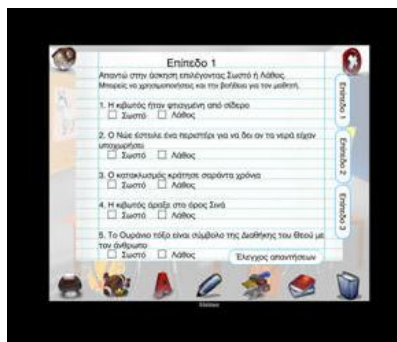 Επίπεδο 1
Απαντώ στην άσκηση επιλέγοντας Σωστό ή Λάθος.
Μπορείς να χρησιμοποιήσεις και την βοήθεια για τον μαθητή.
1. Η κιβωτός ήταν φτιαγμένη από σίδερο
Σωστό Λάθος
2. Ο Νώε έστειλε ένα περιστέρι για να δει αν τα νερά είχαν
υποχωρήσει
Σωστό Λάθος
3. Ο κατακλυσμός κράτησε σαράντα χρόνια
Σωστό Λάθος
4. Η κιβωτός άραξε στο όρος Σινά
Σωστό Λάθος
5. Το Ουράνιο τόξο είναι σύμβολο της Διαθήκης του Θεού με
τον άνθρωπο
Σωστό Λάθος
Έλεγχος απαντήσεων
Επίπεδο 1
Επίπεδο 2
Επίπεδο 3